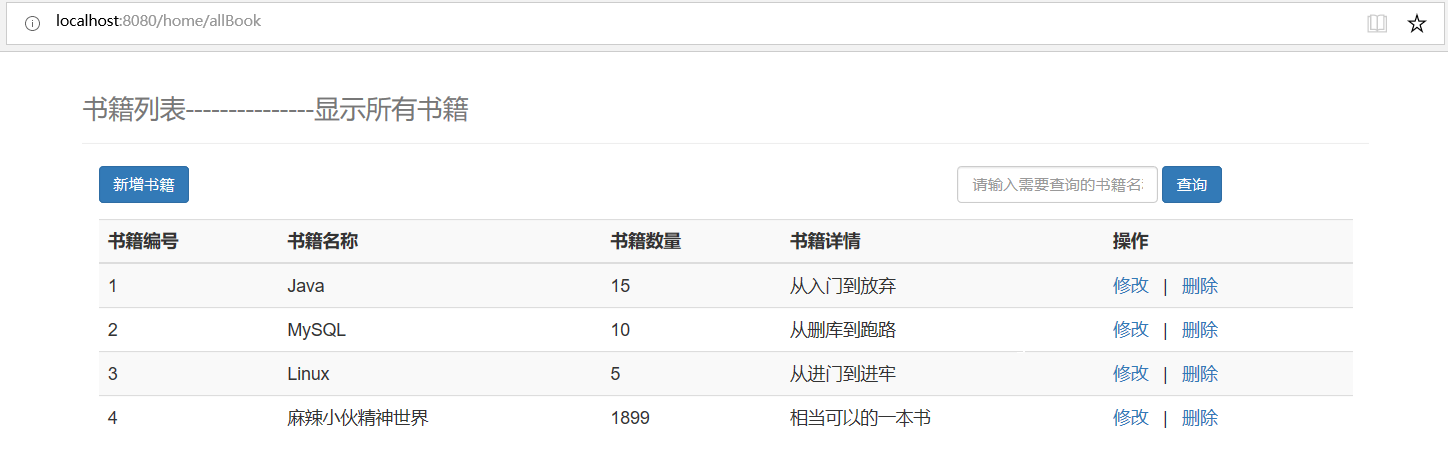 localhost:8080/home/allBook
书籍列表---------------显示所有书籍
新增书籍 请输入需要查询的书籍名 查询
书籍编号 书籍名称 书籍数量 书籍详情 操作
1 Java 15 从入门到放弃 修改 | 删除
2 MySQL 10 从删库到跑路 修改 | 删除
3 Linux 5 从进门到进牢 修改 | 删除
4 麻辣小伙精神世界 1899 相当可以的一本书 修改 | 删除